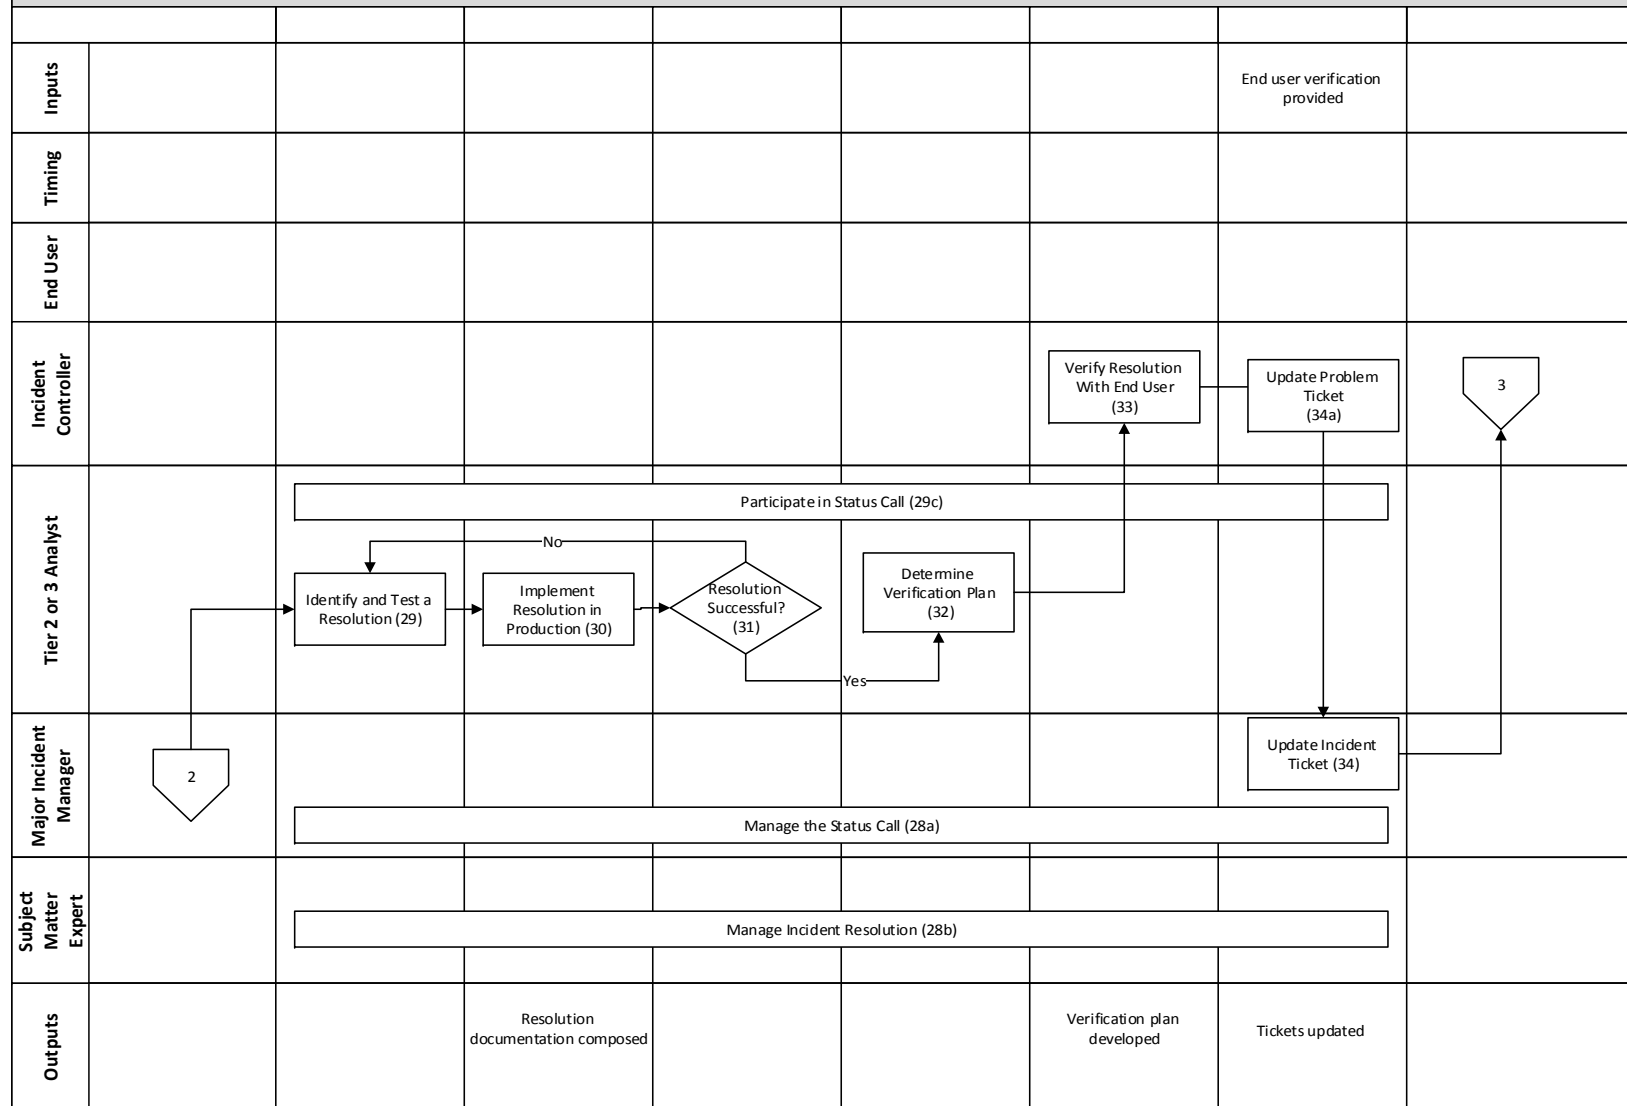 Inputs
End user verification
provided
Timing
End User
Incident
Controller
Verify Resolution
With End User
(33)
Update Problem
Ticket
(34a)
3
Tier 2 or 3 Analyst
Participate in Status Call (29c)
No
Identify and Test a
Resolution (29)
Implement
Resolution in
Production (30)
Resolution
Successful?
(31)
Yes
Determine
Verification Plan
(32)
Major Incident
Manager
2
Update Incident
Ticket (34)
Manage the Status Call (28a)
Subject
Matter
Expert
Manage Incident Resolution (28b)
Outputs
Resolution
documentation composed
Verification plan
developed
Tickets updated